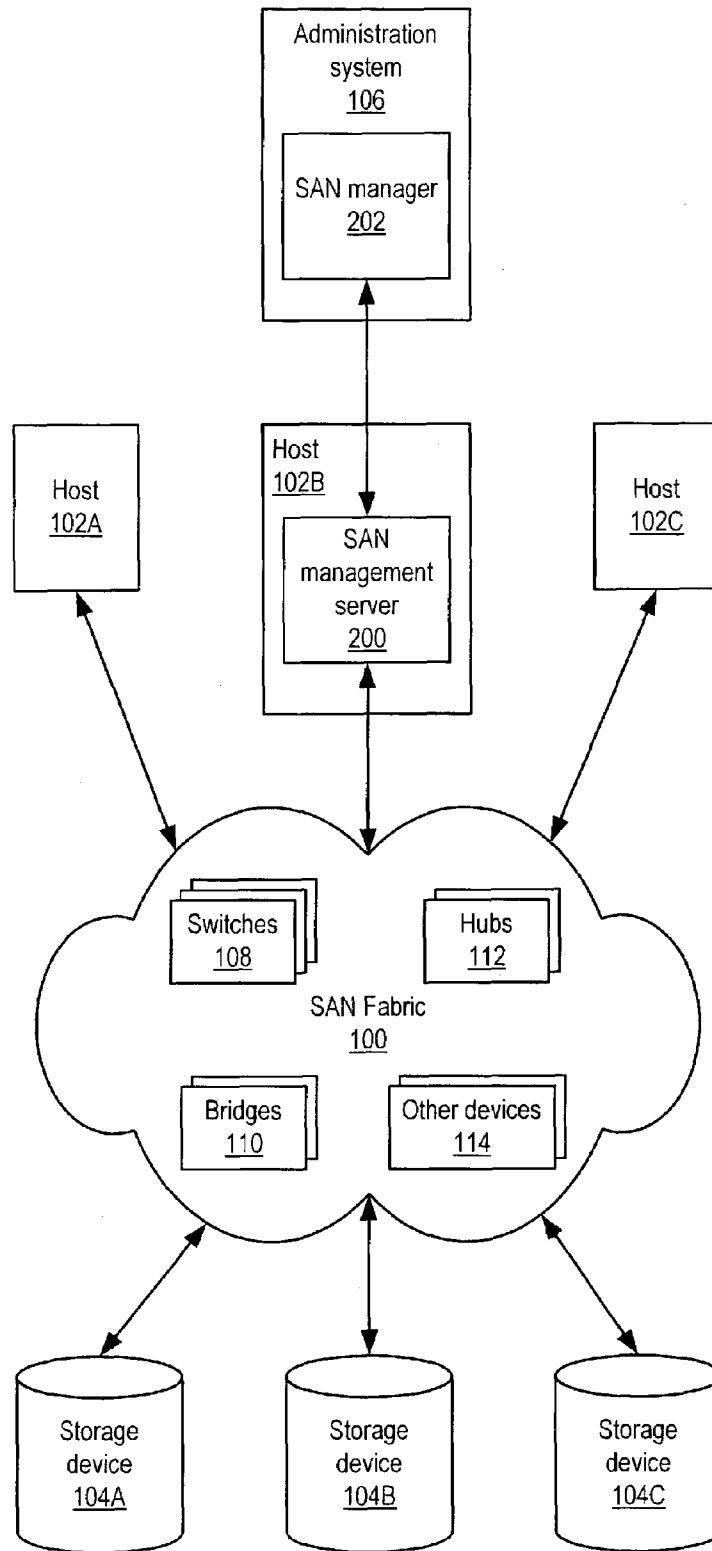 Administration
system
106
SAN manager
202
Host
102A
Host
102B
SAN
management
server
200
Host
102C
Switches
108
Hubs
112
SAN Fabric
100
Bridges
110
Other devices
114
Storage
device
104A
Storage
device
104B
Storage
device
104C